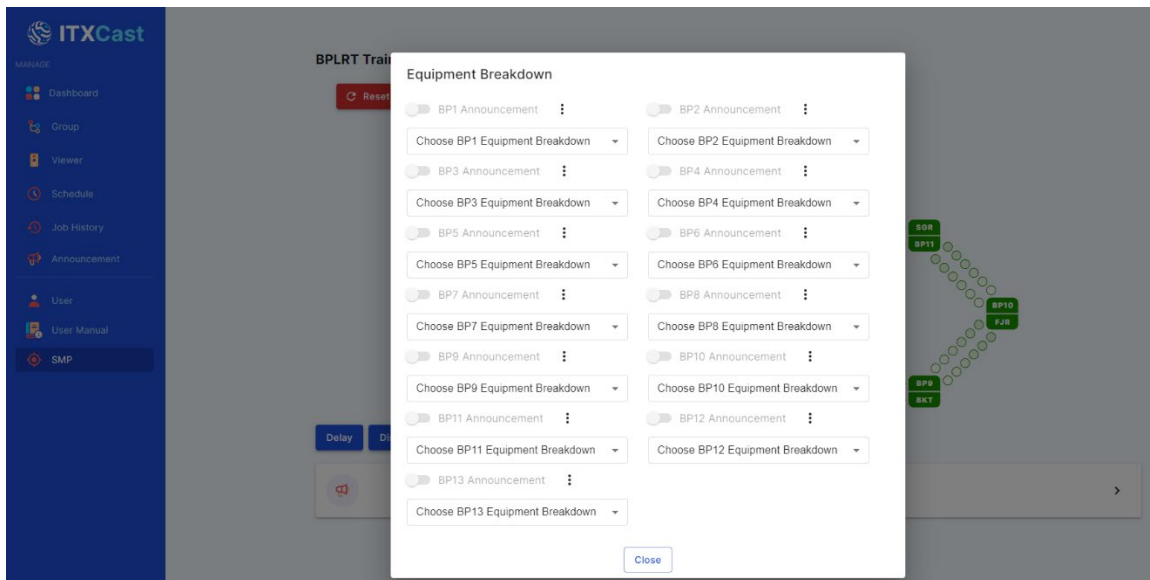 ITXCast
MANAGE
Dashboard
Group
Viewer
Schedule
Job History
Announcement
User
User Manual
SMP
BPLRT Trai
Reset
Equipment Breakdown
BP1 Announcement
BP2 Announcement
Choose BP1 Equipment Breakdown
Choose BP2 Equipment Breakdown
BP3 Announcement
BP4 Announcement
Choose BP3 Equipment Breakdown
Choose BP4 Equipment Breakdown
BP5 Announcement
BP6 Announcement
Choose BP5 Equipment Breakdown
Choose BP6 Equipment Breakdown
BP7 Announcement
BP8 Announcement
Choose BP7 Equipment Breakdown
Choose BP8 Equipment Breakdown
BP9 Announcement
BP10 Announcement
Choose BP9 Equipment Breakdown
Choose BP10 Equipment Breakdown
BP11 Announcement
BP12 Announcement
Choose BP11 Equipment Breakdown
Choose BP12 Equipment Breakdown
BP13 Announcement
Choose BP13 Equipment Breakdown
Close
SGR
BP11
BP10
FJR
BP9
BKT
Delay
Di